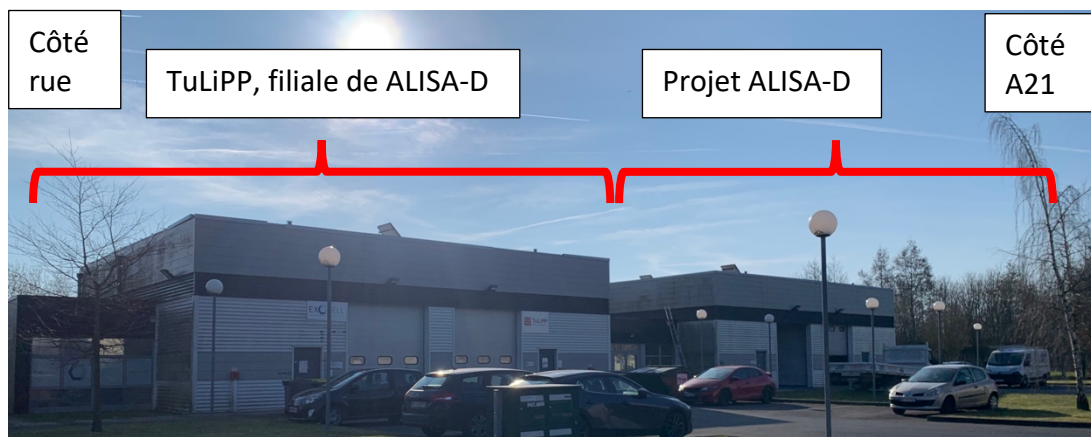 Côté
rue
TuLiPP, filiale de ALISA-D
Projet ALISA-D
Côté
A21
TuLiPP